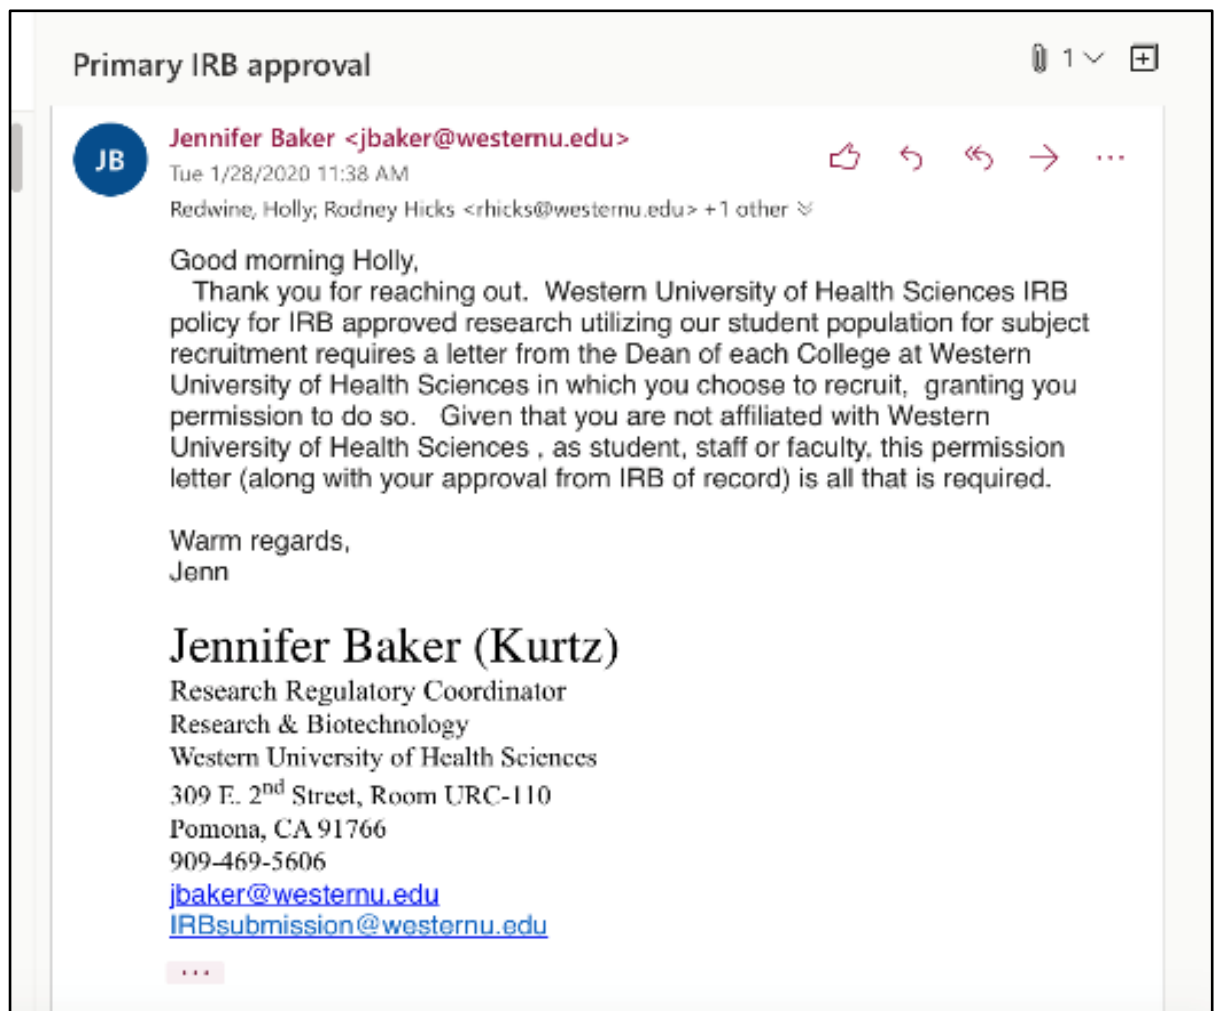 Primary IRB approval
1
JB
Jennifer Baker <jbaker@westernu.edu>
Tue 1/28/2020 11:38 AM
Redwine, Holly; Rodney Hicks <rhicks@westernu.edu> +1 other
Good morning Holly,
Thank you for reaching out.  Western University of Health Sciences IRB
policy for IRB approved research utilizing our student population for subject
recruitment requires a letter from the Dean of each College at Western
University of Health Sciences in which you choose to recruit,  granting you
permission to do so.   Given that you are not affiliated with Western
University of Health Sciences , as student, staff or faculty, this permission
letter (along with your approval from IRB of record) is all that is required.
Warm regards,
Jenn
Jennifer Baker (Kurtz)
Research Regulatory Coordinator
Research & Biotechnology
Western University of Health Sciences
309 E. 2nd Street, Room URC-110
Pomona, CA 91766
909-469-5606
jbaker@westernu.edu
IRBsubmission@westernu.edu